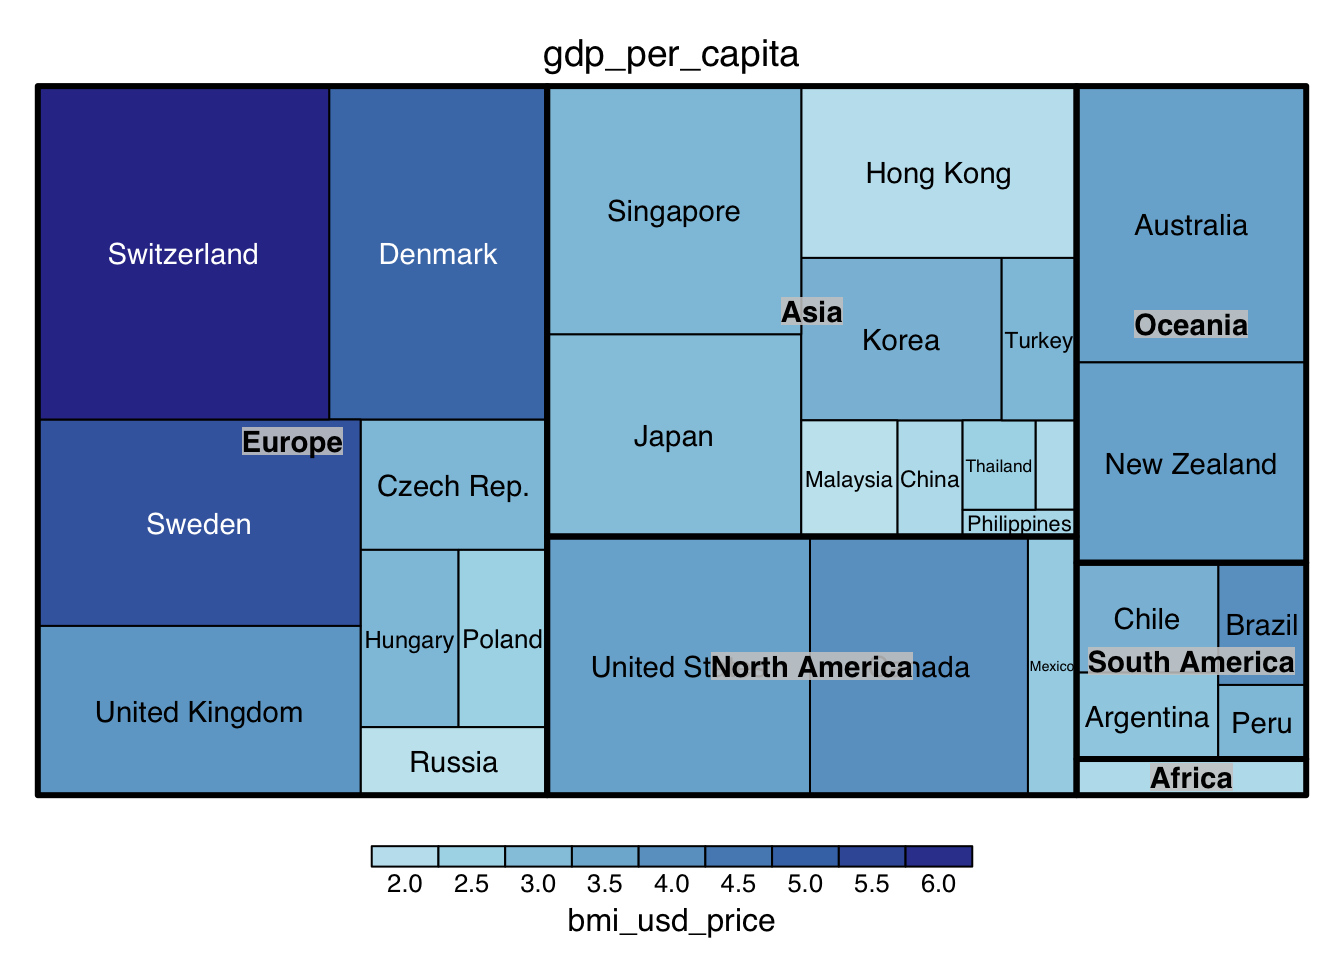 gdp_per_capita
Switzerland
Denmark
Europe
Sweden
Czech Rep.
Hungary
Poland
United Kingdom
Russia
Singapore
Hong Kong
Asia
Korea
Turkey
Japan
Malaysia
China
Thailand
Philippines
United St
North America
nada
Mexico
Australia
Oceania
New Zealand
Chile
Brazil
South America
Argentina
Peru
Africa
2.0 2.5 3.0 3.5 4.0 4.5 5.0 5.5 6.0
bmi_usd_price